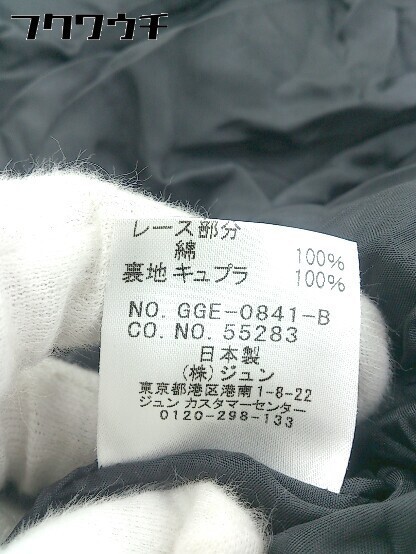 フクウクチ
レース部分
綿 100%
裏地 キュプラ 100%
NO. GGE-0841-B
CO. NO. 55283
日本製
(株)ジュン
東京都港区港南1-8-22
ジュン カスタマーセンター
0120-298-133